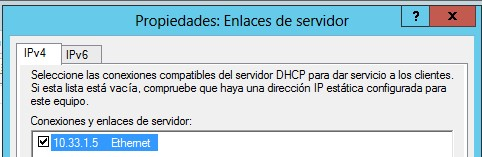 Propiedades: Enlaces de servidor
?
x
IPv4
IPv6
Seleccione las conexiones compatibles del servidor DHCP para dar servicio a los clientes.
Si esta lista está vacía, compruebe que haya una dirección IP estática configurada para
este equipo.
Conexiones y enlaces de servidor:
10.33.1.5 Ethernet